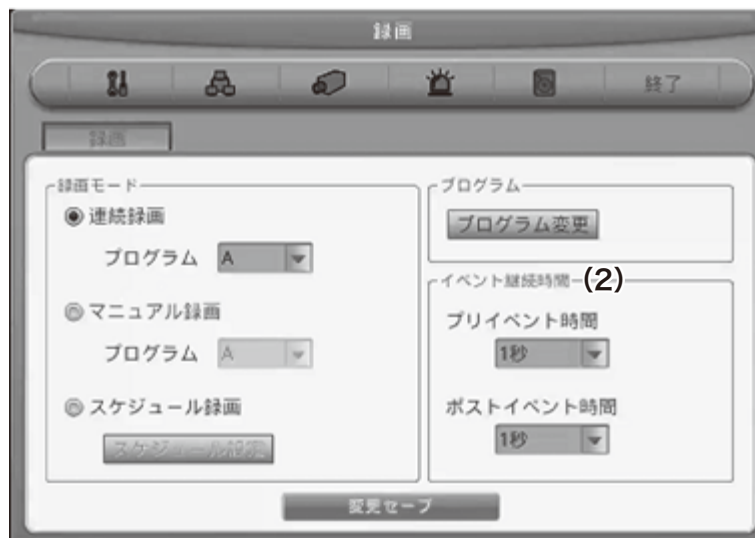 録画
終了
録画
録画モード
連続録画
プログラム A
マニュアル録画
プログラム A
スケジュール録画
スケジュール設定
プログラム
プログラム変更
イベント継続時間 (2)
プリイベント時間
1秒
ポストイベント時間
1秒
変更セーブ